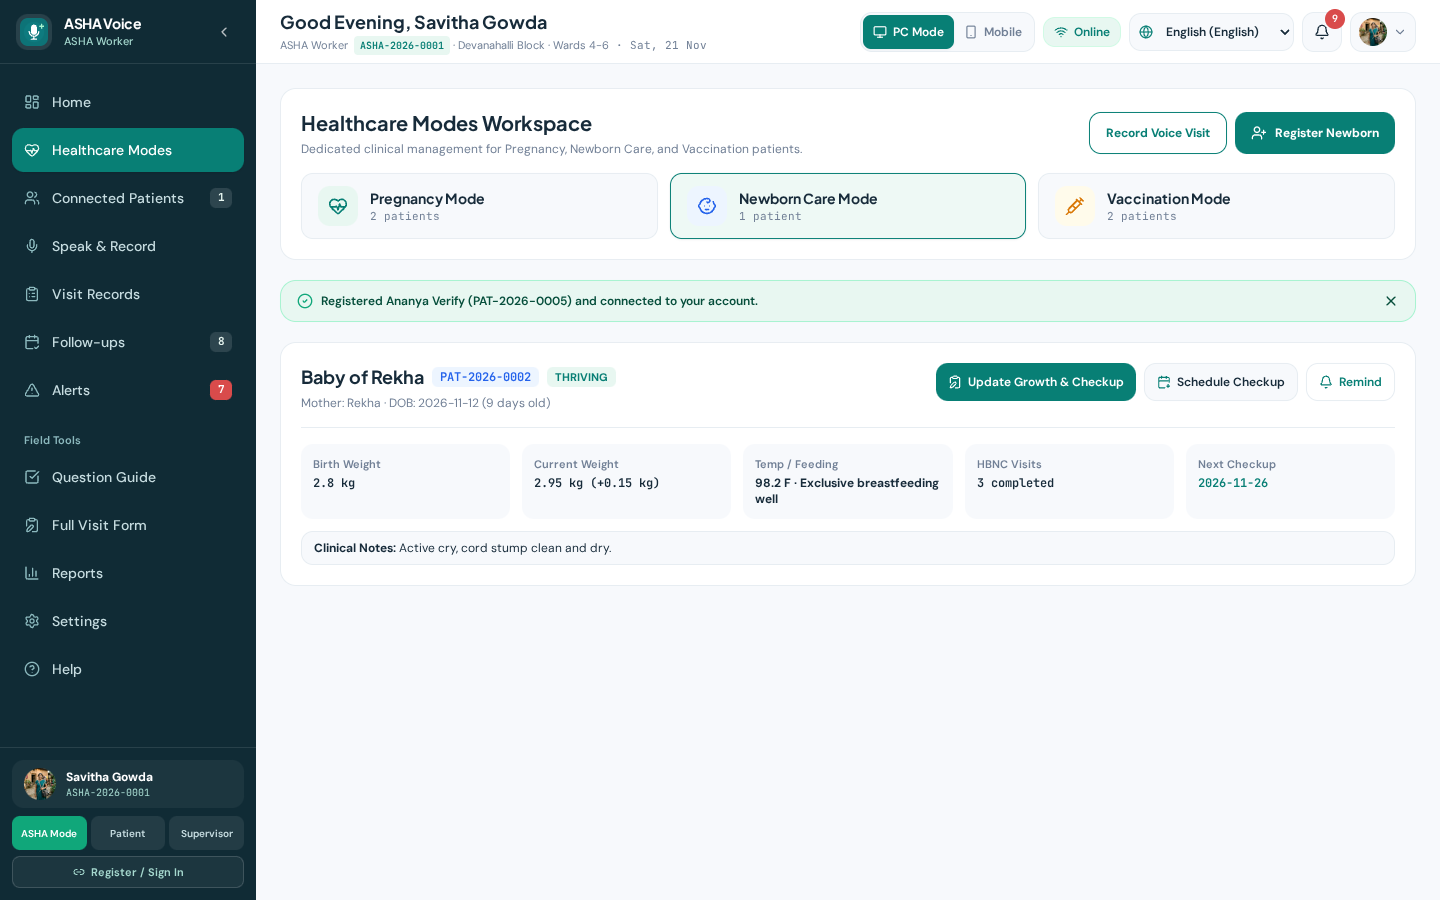 ASHA Voice
ASHA Worker
Home
Healthcare Modes
Connected Patients 1
Speak & Record
Visit Records
Follow-ups 8
Alerts 7
Field Tools
Question Guide
Full Visit Form
Reports
Settings
Help
Savitha Gowda
ASHA-2026-0001
ASHA Mode Patient Supervisor
Register / Sign In
Good Evening, Savitha Gowda
ASHA Worker ASHA-2026-0001 · Devanahalli Block · Wards 4-6 · Sat, 21 Nov
PC Mode Mobile Online English (English) 9
Healthcare Modes Workspace
Dedicated clinical management for Pregnancy, Newborn Care, and Vaccination patients.
Record Voice Visit Register Newborn
Pregnancy Mode
2 patients
Newborn Care Mode
1 patient
Vaccination Mode
2 patients
Registered Ananya Verify (PAT-2026-0005) and connected to your account.
Baby of Rekha PAT-2026-0002 THRIVING
Mother: Rekha · DOB: 2026-11-12 (9 days old)
Update Growth & Checkup Schedule Checkup Remind
Birth Weight
2.8 kg
Current Weight
2.95 kg (+0.15 kg)
Temp / Feeding
98.2 F · Exclusive breastfeeding
well
HBNC Visits
3 completed
Next Checkup
2026-11-26
Clinical Notes: Active cry, cord stump clean and dry.